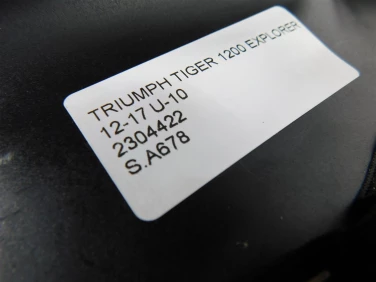 TRIUMPH TIGER 1200 EXPLORER
12-17 U-10
2304422
S.A678